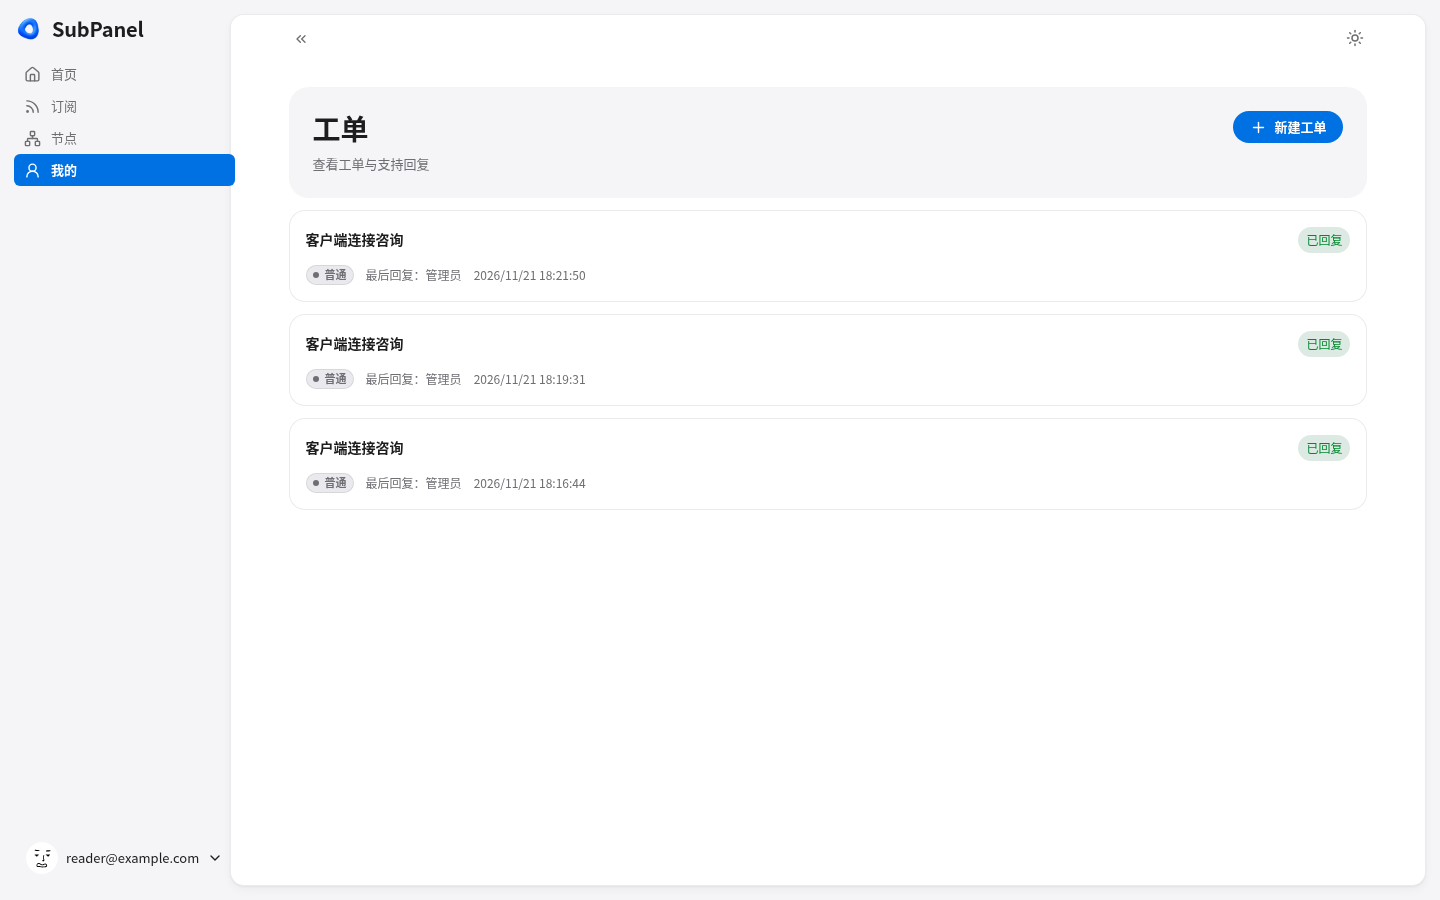 SubPanel
首页
订阅
节点
我的
工单
查看工单与支持回复
新建工单
客户端连接咨询
已回复
普通 最后回复：管理员 2026/11/21 18:21:50
客户端连接咨询
已回复
普通 最后回复：管理员 2026/11/21 18:19:31
客户端连接咨询
已回复
普通 最后回复：管理员 2026/11/21 18:16:44
reader@example.com